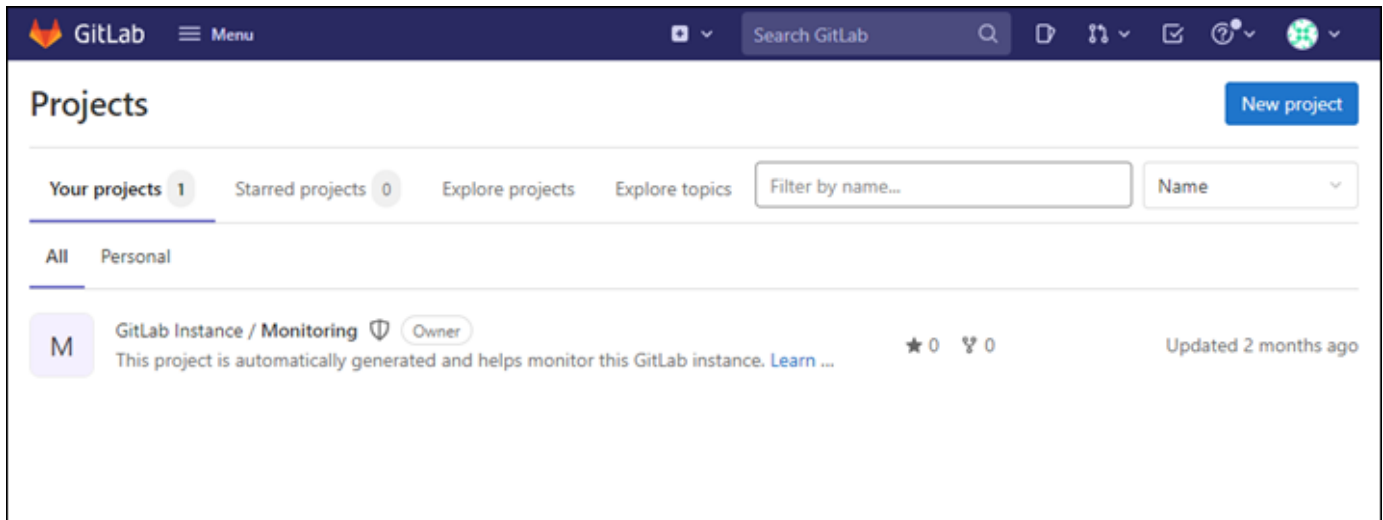 GitLab Menu Search GitLab
Projects New project
Your projects 1 Starred projects 0 Explore projects Explore topics Filter by name... Name
All Personal
M GitLab Instance / Monitoring Owner
This project is automatically generated and helps monitor this GitLab instance. Learn ... 0 0 Updated 2 months ago